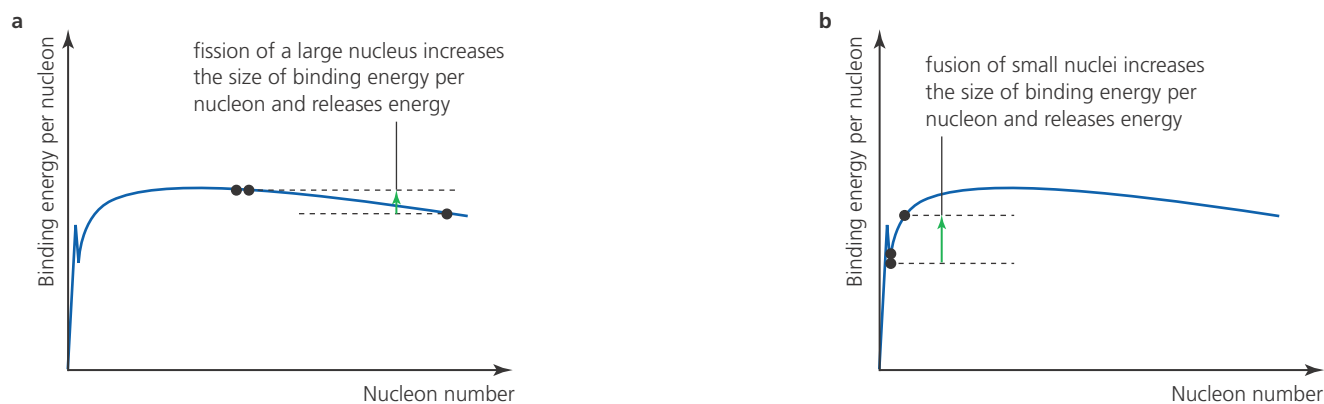 a
Binding energy per nucleon
fission of a large nucleus increases
the size of binding energy per
nucleon and releases energy
Nucleon number
b
Binding energy per nucleon
fusion of small nuclei increases
the size of binding energy per
nucleon and releases energy
Nucleon number